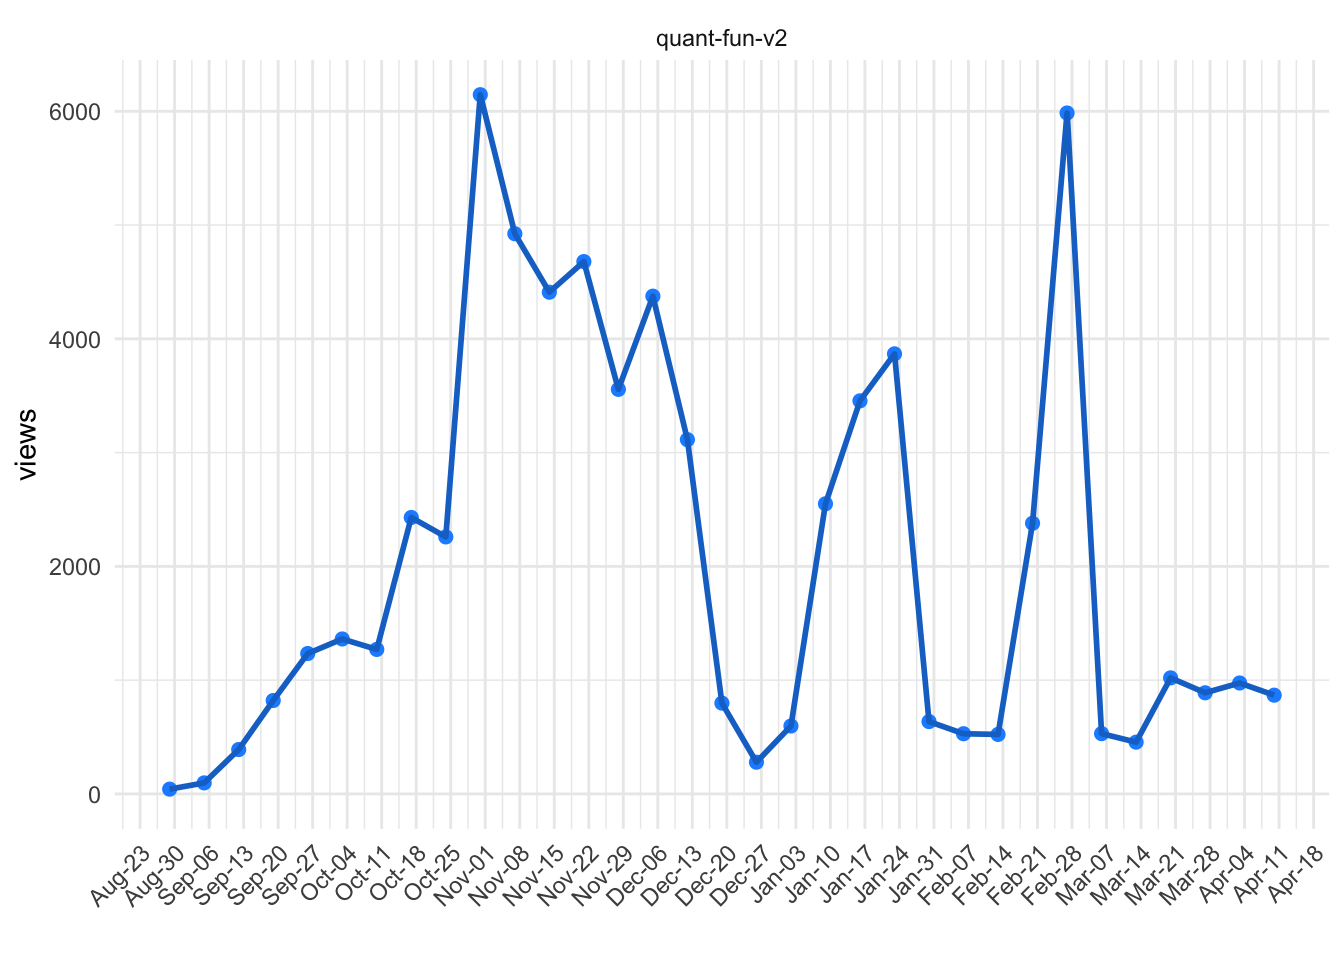 quant-fun-v2
views
6000
4000
2000
0
Aug-23
Aug-30
Sep-06
Sep-13
Sep-20
Sep-27
Oct-04
Oct-11
Oct-18
Oct-25
Nov-01
Nov-08
Nov-15
Nov-22
Nov-29
Dec-06
Dec-13
Dec-20
Dec-27
Jan-03
Jan-10
Jan-17
Jan-24
Jan-31
Feb-07
Feb-14
Feb-21
Feb-28
Mar-07
Mar-14
Mar-21
Mar-28
Apr-04
Apr-11
Apr-18